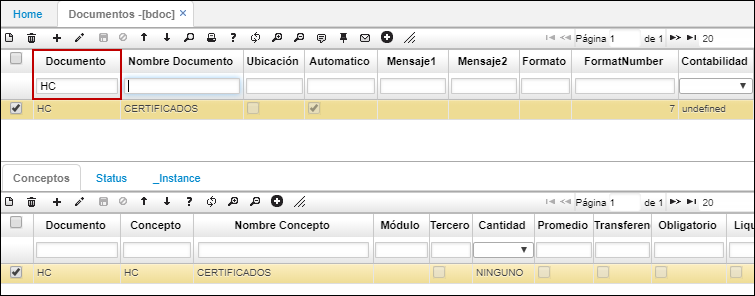 Home Documentos -[bdoc] ×
Página 1 de 1 20
Documento Nombre Documento Ubicación Automatico Mensaje1 Mensaje2 Formato FormatNumber Contabilidad
HC
HC CERTIFICADOS 7 undefined
Conceptos Status _Instance
Página 1 de 1 20
Documento Concepto Nombre Concepto Módulo Tercero Cantidad Promedio Transferen Obligatorio Liqu
HC HC CERTIFICADOS NINGUNO